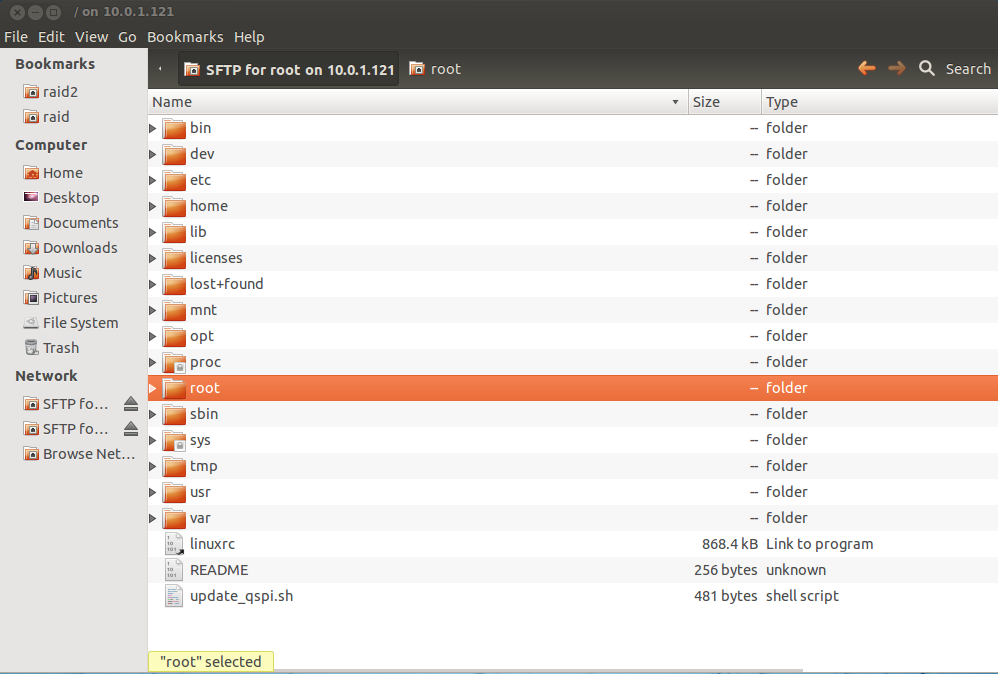 / on 10.0.1.121
File Edit View Go Bookmarks Help
Bookmarks
raid2
raid
Computer
Home
Desktop
Documents
Downloads
Music
Pictures
File System
Trash
Network
SFTP fo...
SFTP fo...
Browse Net...
SFTP for root on 10.0.1.121 root Search
Name Size Type
bin -- folder
dev -- folder
etc -- folder
home -- folder
lib -- folder
licenses -- folder
lost+found -- folder
mnt -- folder
opt -- folder
proc -- folder
root -- folder
sbin -- folder
sys -- folder
tmp -- folder
usr -- folder
var -- folder
linuxrc 868.4 kB Link to program
README 256 bytes unknown
update_qspi.sh 481 bytes shell script
"root" selected